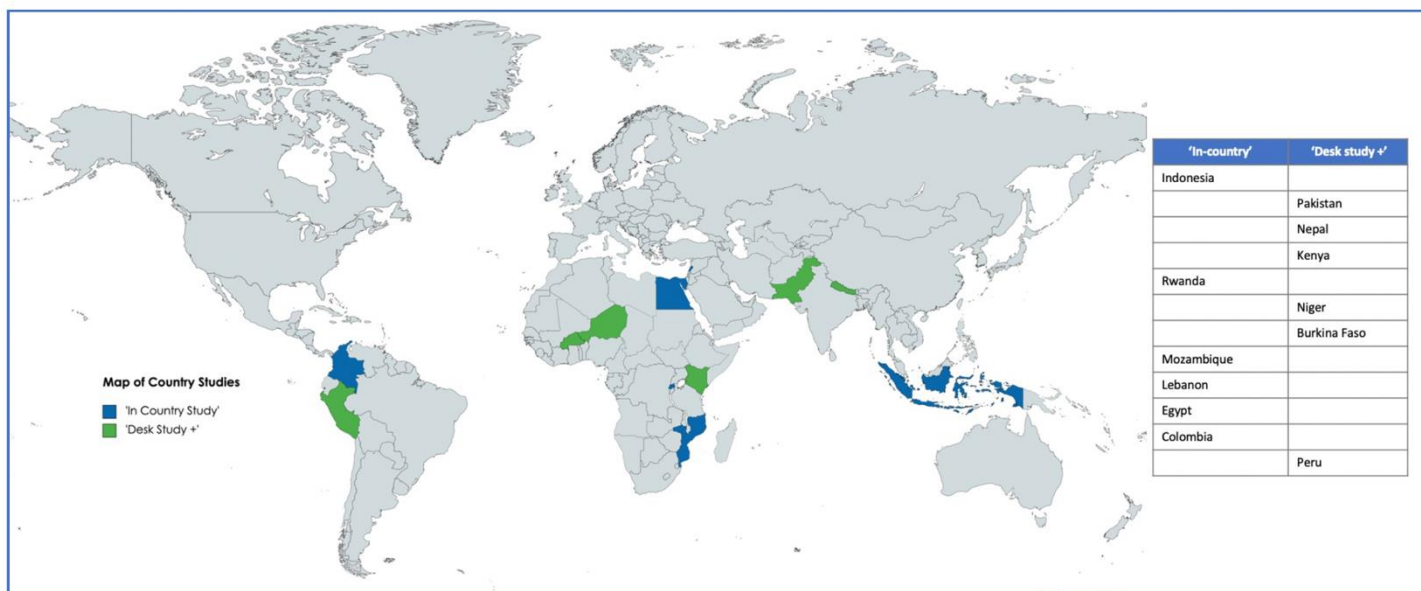 Map of Country Studies
'In Country Study'
'Desk Study +'
'In-country' 'Desk study +'
Indonesia
Pakistan
Nepal
Kenya
Rwanda
Niger
Burkina Faso
Mozambique
Lebanon
Egypt
Colombia
Peru